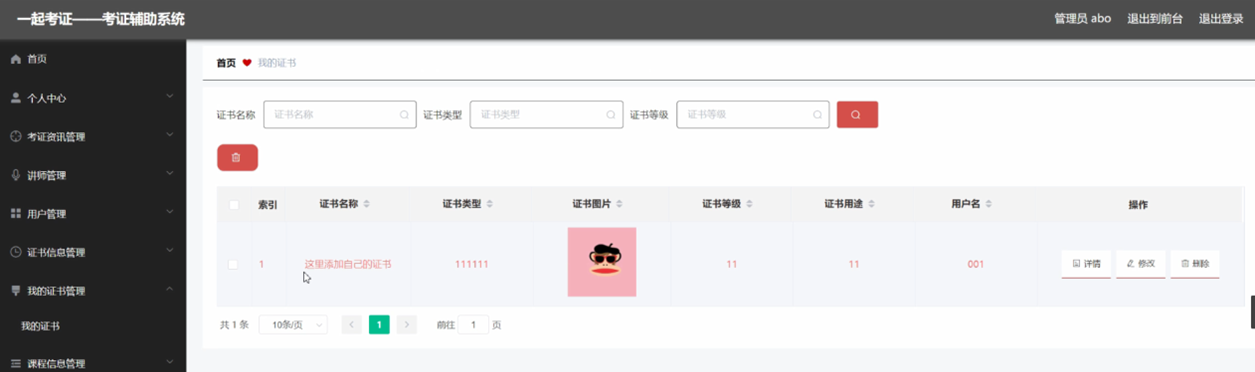 一起考证——考证辅助系统
管理员 abo 退出到前台 退出登录
首页
个人中心
考证资讯管理
讲师管理
用户管理
证书信息管理
我的证书管理
我的证书
课程信息管理
首页 我的证书
证书名称 证书名称 证书类型 证书类型 证书等级 证书等级
索引 证书名称 证书类型 证书图片 证书等级 证书用途 用户名 操作
1 这里添加自己的证书 111111 11 11 001 详情 修改 删除
共 1 条 10条/页 1 前往 1 页